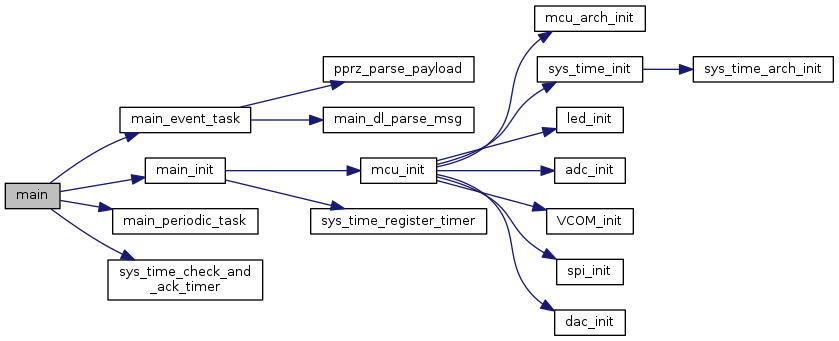 main
main_event_task
main_init
main_periodic_task
sys_time_check_and
_ack_timer
pprz_parse_payload
main_dl_parse_msg
mcu_init
sys_time_register_timer
mcu_arch_init
sys_time_init
led_init
adc_init
VCOM_init
spi_init
dac_init
sys_time_arch_init